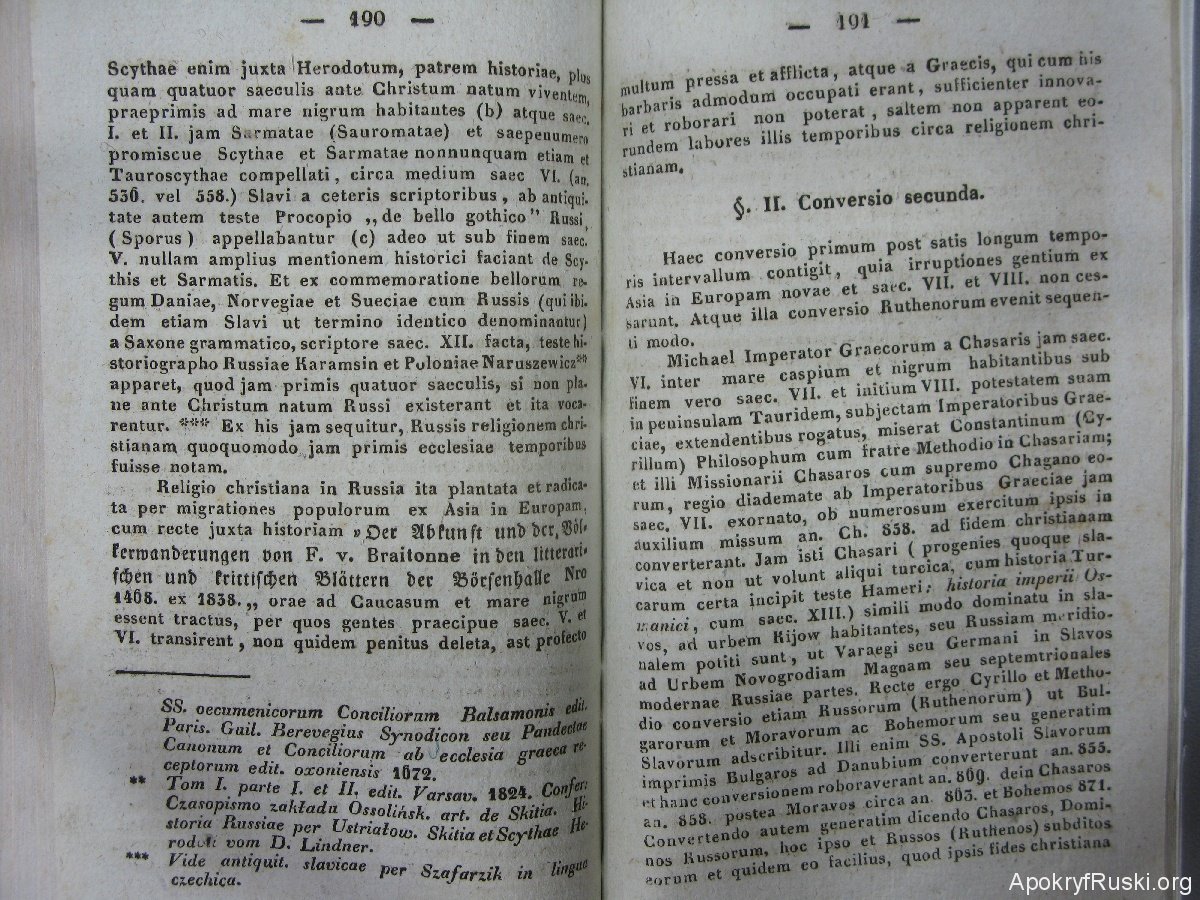 — 190 —
Scythae enim juxta Herodotum, patrem historiae, plus
quam quatuor saeculis ante Christum natum viventem,
praeprimis ad mare nigrum habitantes (b) atque saec.
I. et II. jam Sarmatae (Sauromatae) et saepenumero
promiscue Scythae et Sarmatae nonnunquam etiam et
Tauroscythae compellati, circa medium saec VI. (an.
536. vel 558.) Slavi a ceteris scriptoribus, ab antiqui-
tate autem teste Procopio „de bello gothico” Russi,
(Sporus) appellabantur (c) adeo ut sub finem saec.
V. nullam amplius mentionem historici faciant de Scy-
this et Sarmatis. Et ex commemoratione bellorum re-
gum Daniae, Norvegiae et Sueciae cum Russis (qui ibi-
dem etiam Slavi ut termino identico denominantur)
a Saxone grammatico, scriptore saec. XII. facta, teste hi-
storiographo Russiae Karamsin et Poloniae Naruszewicz**
apparet, quod jam primis quatuor saeculis, si non pla-
ne ante Christum natum Russi existerant et ita voca-
rentur. *** Ex his jam sequitur, Russis religionem chri-
stianam quoquomodo jam primis ecclesiae temporibus
fuisse notam.
Religio christiana in Russia ita plantata et radica-
ta per migrationes populorum ex Asia in Europam,
cum recte juxta historiam „Der Abkunft und der Völ-
kerwanderungen von F. v. Braitonne in den litterari-
schen und krittischen Blättern der Börsenhalle Nro
1468. ex 1838.„ orae ad Caucasum et mare nigrum
essent tractus, per quos gentes praecipue saec. V. et
VI. transirent, non quidem penitus deleta, ast profecto
SS. oecumenicorum Conciliorum Balsamonis edit.
Paris. Guil. Beregius Synodicon seu Pandectae
Canonum et Conciliorum ab ecclesia graeca re-
ceptorum edit. oxoniensis 1672.
** Tom I. parte I. et II. edit. Varsav. 1824. Confer:
Czasopismo zakładu Ossolińsk. art. de Skitia. Hi-
storia Russiae per Ustriałow. Skitia et Scythae He-
rodoti vom D. Lindner.
*** Vide antiquit. slavicae per Szafarzik in lingua
czechica.
— 191 —
multum pressa et afflicta, atque a Graecis, qui cum his
barbaris admodum occupati erant, sufficienter innova-
ri et roborari non poterat, saltem non apparent eo-
rundem labores illis temporibus circa religionem chri-
stianam.
§. II. Conversio secunda.
Haec conversio primum post satis longum tempo-
ris intervallum contigit, quia irruptiones gentium ex
Asia in Europam novae et saec. VII. et VIII. non ces-
sarunt. Atque illa conversio Ruthenorum evenit sequen-
ti modo.
Michael Imperator Graecorum a Chasaris jam saec.
VI. inter mare caspium et nigrum habitantibus sub
finem vero saec. VII. et initium VIII. potestatem suam
in peninsulam Tauridem, subjectam Imperatoribus Grae-
ciae, extendentibus rogatus, miserat Constantinum (Cy-
rillum) Philosophum cum fratre Methodio in Chasariam;
et illi Missionarii Chasaros cum supremo Chagano eo-
rum, regio diademate ab Imperatoribus Graeciae jam
saec. VII. exornato, ob numerosum exercitum ipsis in
auxilium missum an. Ch. 858. ad fidem christianam
converterant. Jam isti Chasari (progenies quoque sla-
vica et non ut volunt aliqui turcica, cum historia Tur-
carum certa incipit teste Hameri: historia imperii Os-
manici, cum saec. XIII.) simili modo dominatu in sla-
vos, ad urbem Kijow habitantes, seu Russiam meridio-
nalem potiti sunt, ut Varaegi seu Germani in Slavos
ad Urbem Novogrodiam Magnam seu septemtrionales
modernae Russiae partes. Recte ergo Cyrillo et Metho-
dio conversio etiam Russorum (Ruthenorum) ut Bul-
garorum et Moravorum ac Bohemorum seu generatim
Slavorum adscribitur. Illi enim SS. Apostoli Slavorum
imprimis Bulgaros ad Danubium converterunt an. 855.
et hanc conversionem roboraverant an. 869. dein Chasaros
an. 858. postea Moravos circa an 863. et Bohemos 871.
Convertendo autem generatim dicendo Chasaros, Domi-
nos Russorum, hoc ipso et Russos (Ruthenos) subditos
eorum et quidem eo facilius, quod ipsis fides christiana
ApokryfRuski.org